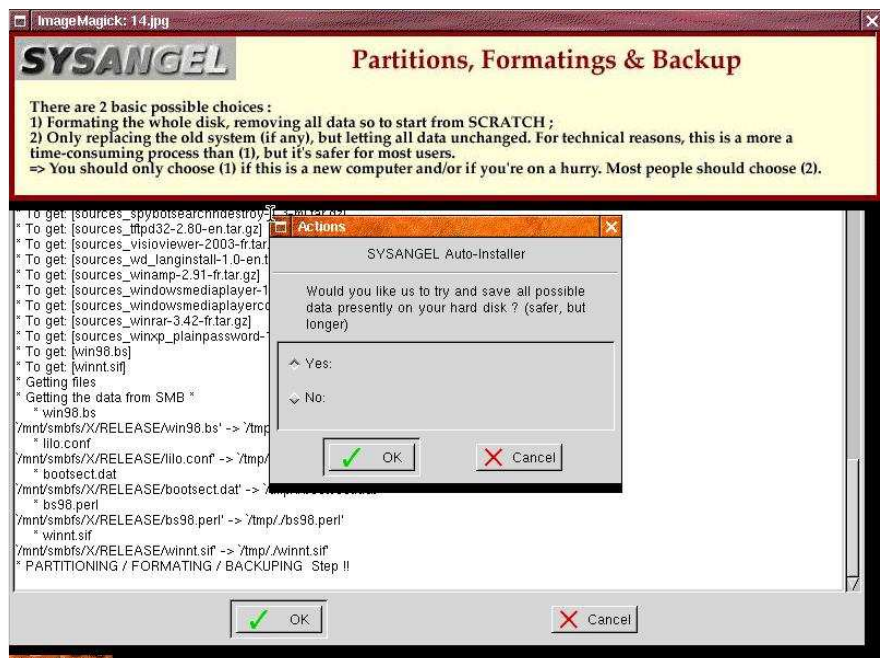 ImageMagick: 14.jpg
SYSANGEL
Partitions, Formatings & Backup
There are 2 basic possible choices :
1) Formating the whole disk, removing all data so to start from SCRATCH ;
2) Only replacing the old system (if any), but letting all data unchanged. For technical reasons, this is a more a
time-consuming process than (1), but it's safer for most users.
=> You should only choose (1) if this is a new computer and/or if you're on a hurry. Most people should choose (2).
* To get: [sources_spybotsearchndestroy-
* To get: [sources_tftpd32-2.80-en.tar.gz]
* To get: [sources_visioviewer-2003-fr.tar.
* To get: [sources_wd_langinstall-1.0-en.t
* To get: [sources_winamp-2.91-fr.tar.gz]
* To get: [sources_windowsmediaplayer-1
* To get: [sources_windowsmediaplayerco
* To get: [sources_winrar-3.42-fr.tar.gz]
* To get: [sources_winxp_plainpassword-
* To get: [win98.bs]
* To get: [winnt.sif]
* Getting files
* Getting the data from SMB *
* win98.bs
`/mnt/smbfs/X/RELEASE/win98.bs' -> `/tmp
* lilo.conf
`/mnt/smbfs/X/RELEASE/lilo.conf' -> `/tmp/
* bootsect.dat
`/mnt/smbfs/X/RELEASE/bootsect.dat' ->
* bs98.perl
`/mnt/smbfs/X/RELEASE/bs98.perl' -> `/tmp/./bs98.perl'
* winnt.sif
`/mnt/smbfs/X/RELEASE/winnt.sif' -> `/tmp/./winnt.sif'
* PARTITIONING / FORMATING / BACKUPING Step !!
Actions
SYSANGEL Auto-Installer
Would you like us to try and save all possible
data presently on your hard disk ? (safer, but
longer)
Yes:
No:
OK
Cancel
OK
Cancel